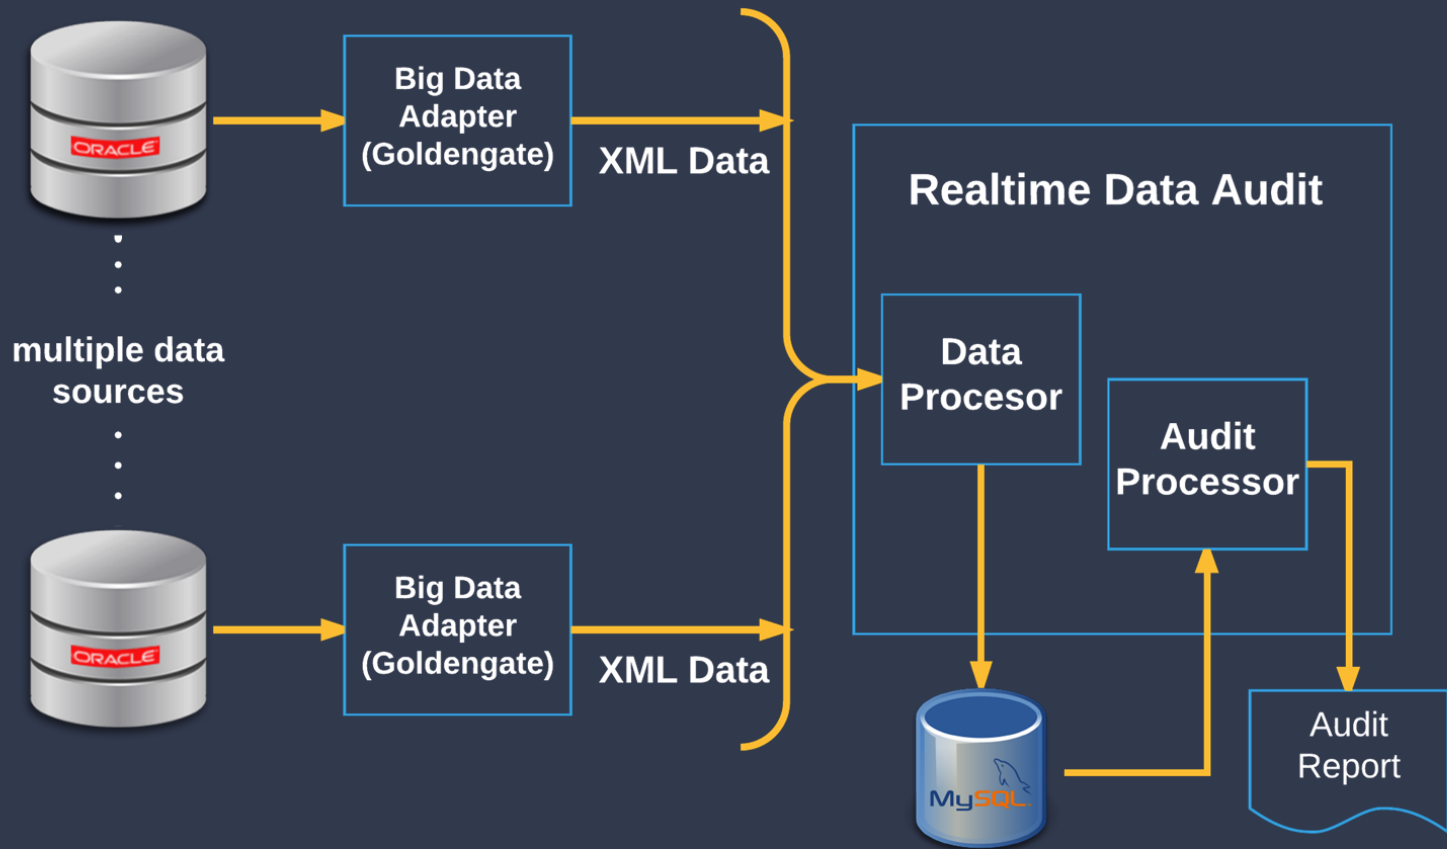 ORACLE
Big Data
Adapter
(Goldengate)
XML Data
multiple data
sources
ORACLE
Big Data
Adapter
(Goldengate)
XML Data
Realtime Data Audit
Data
Procesor
Audit
Processor
MySQL
Audit
Report